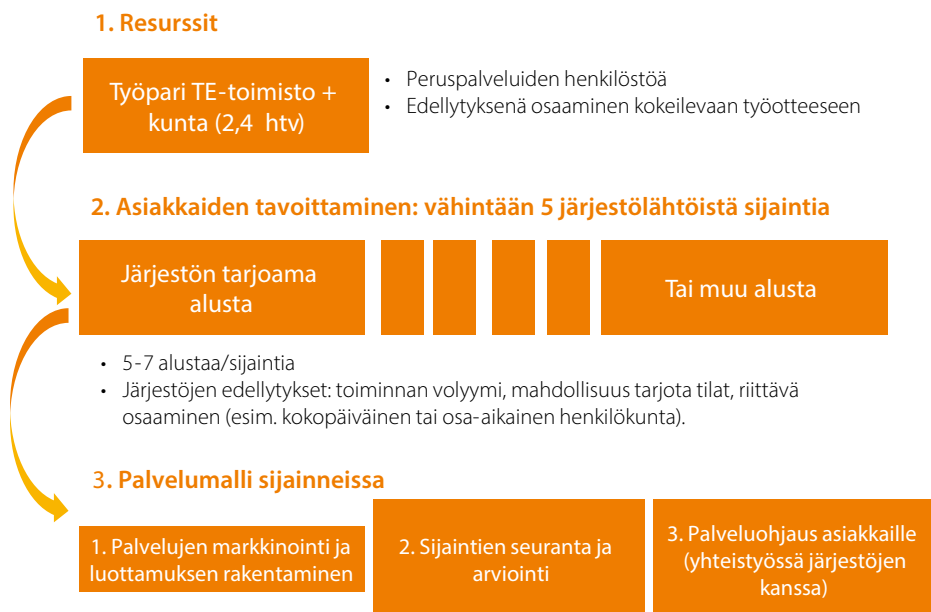 1. Resurssit
Työpari TE-toimisto +
kunta (2,4 htv)
• Peruspalveluiden henkilöstöä
• Edellytyksenä osaaminen kokeilevaan työotteeseen
2. Asiakkaiden tavoittaminen: vähintään 5 järjestölähtöistä sijaintia
Järjestön tarjoama
alusta
Tai muu alusta
• 5-7 alustaa/sijaintia
• Järjestöjen edellytykset: toiminnan volyymi, mahdollisuus tarjota tilat, riittävä
osaaminen (esim. kokopäiväinen tai osa-aikainen henkilökunta).
3. Palvelumalli sijainneissa
1. Palvelujen markkinointi ja
luottamuksen rakentaminen
2. Sijaintien seuranta ja
arviointi
3. Palveluohjaus asiakkaille
(yhteistyössä järjestöjen
kanssa)